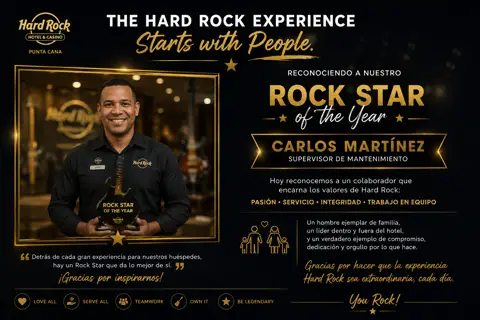 Hard Rock
HOTEL & CASINO
PUNTA CANA
THE HARD ROCK EXPERIENCE
Starts with People.
RECONOCIENDO A NUESTRO
ROCK STAR
of the Year
CARLOS MARTÍNEZ
SUPERVISOR DE MANTENIMIENTO
Hoy reconocemos a un colaborador que
encarna los valores de Hard Rock:
PASIÓN • SERVICIO • INTEGRIDAD • TRABAJO EN EQUIPO
Un hombre ejemplar de familia,
un líder dentro y fuera del hotel,
y un verdadero ejemplo de compromiso,
dedicación y orgullo por lo que hace.
Gracias por hacer que la experiencia
Hard Rock sea extraordinaria, cada día.
You Rock!
Hard Rock
ROCK STAR
OF THE YEAR
“ Detrás de cada gran experiencia para nuestros huéspedes,
hay un Rock Star que da lo mejor de sí. ”
¡Gracias por inspirarnos!
LOVE ALL
SERVE ALL
TEAMWORK
OWN IT
BE LEGENDARY